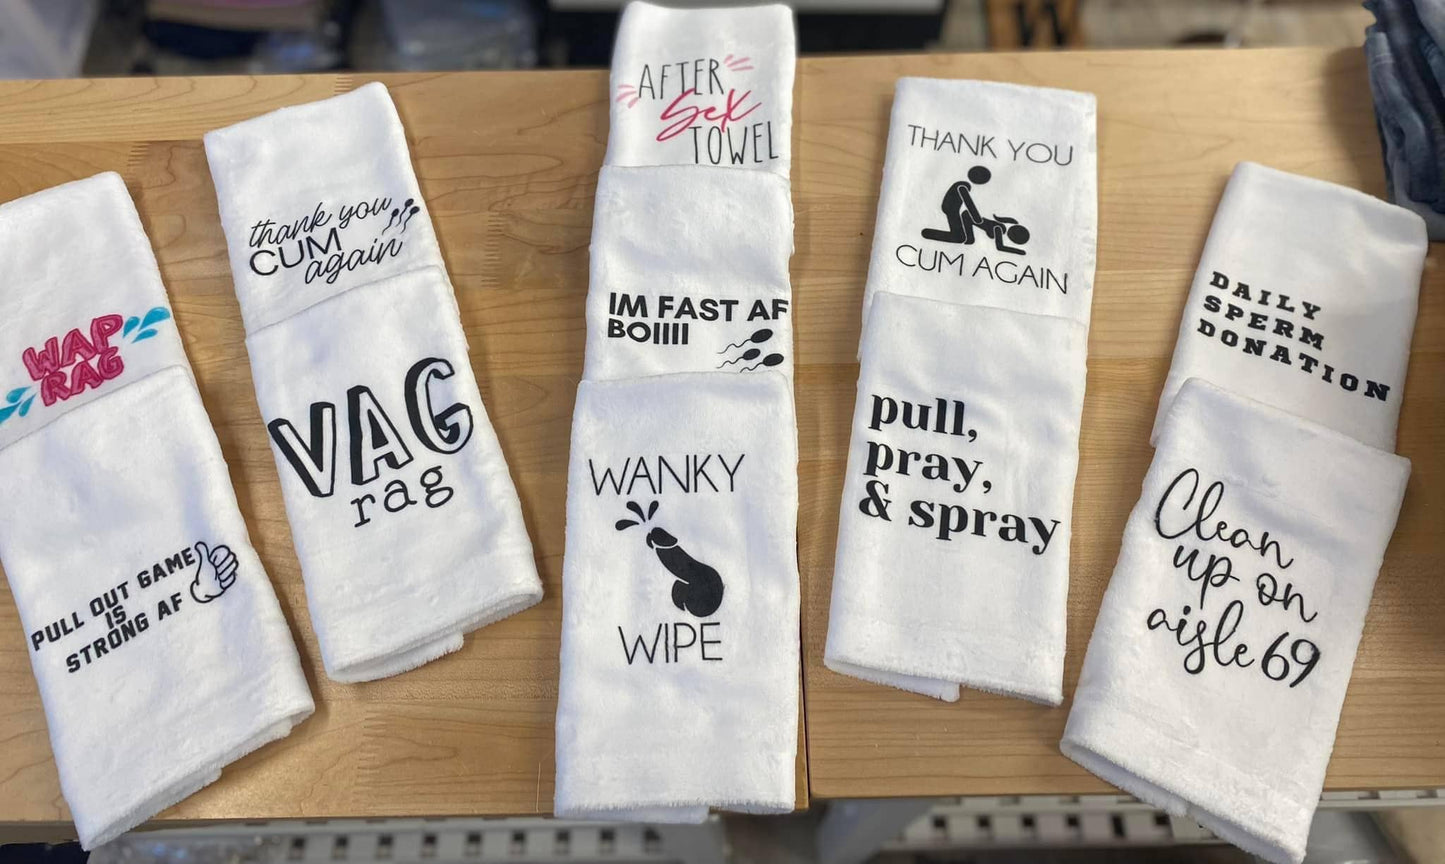 WAP
RAG
PULL OUT GAME
IS
STRONG AF
thank you
CUM
again
VAG
rag
AFTER
Sex
TOWEL
IM FAST AF
BOIIII
WANKY
WIPE
THANK YOU
CUM AGAIN
pull,
pray,
& spray
DAILY
SPERM
DONATION
Clean
up on
aisle 69